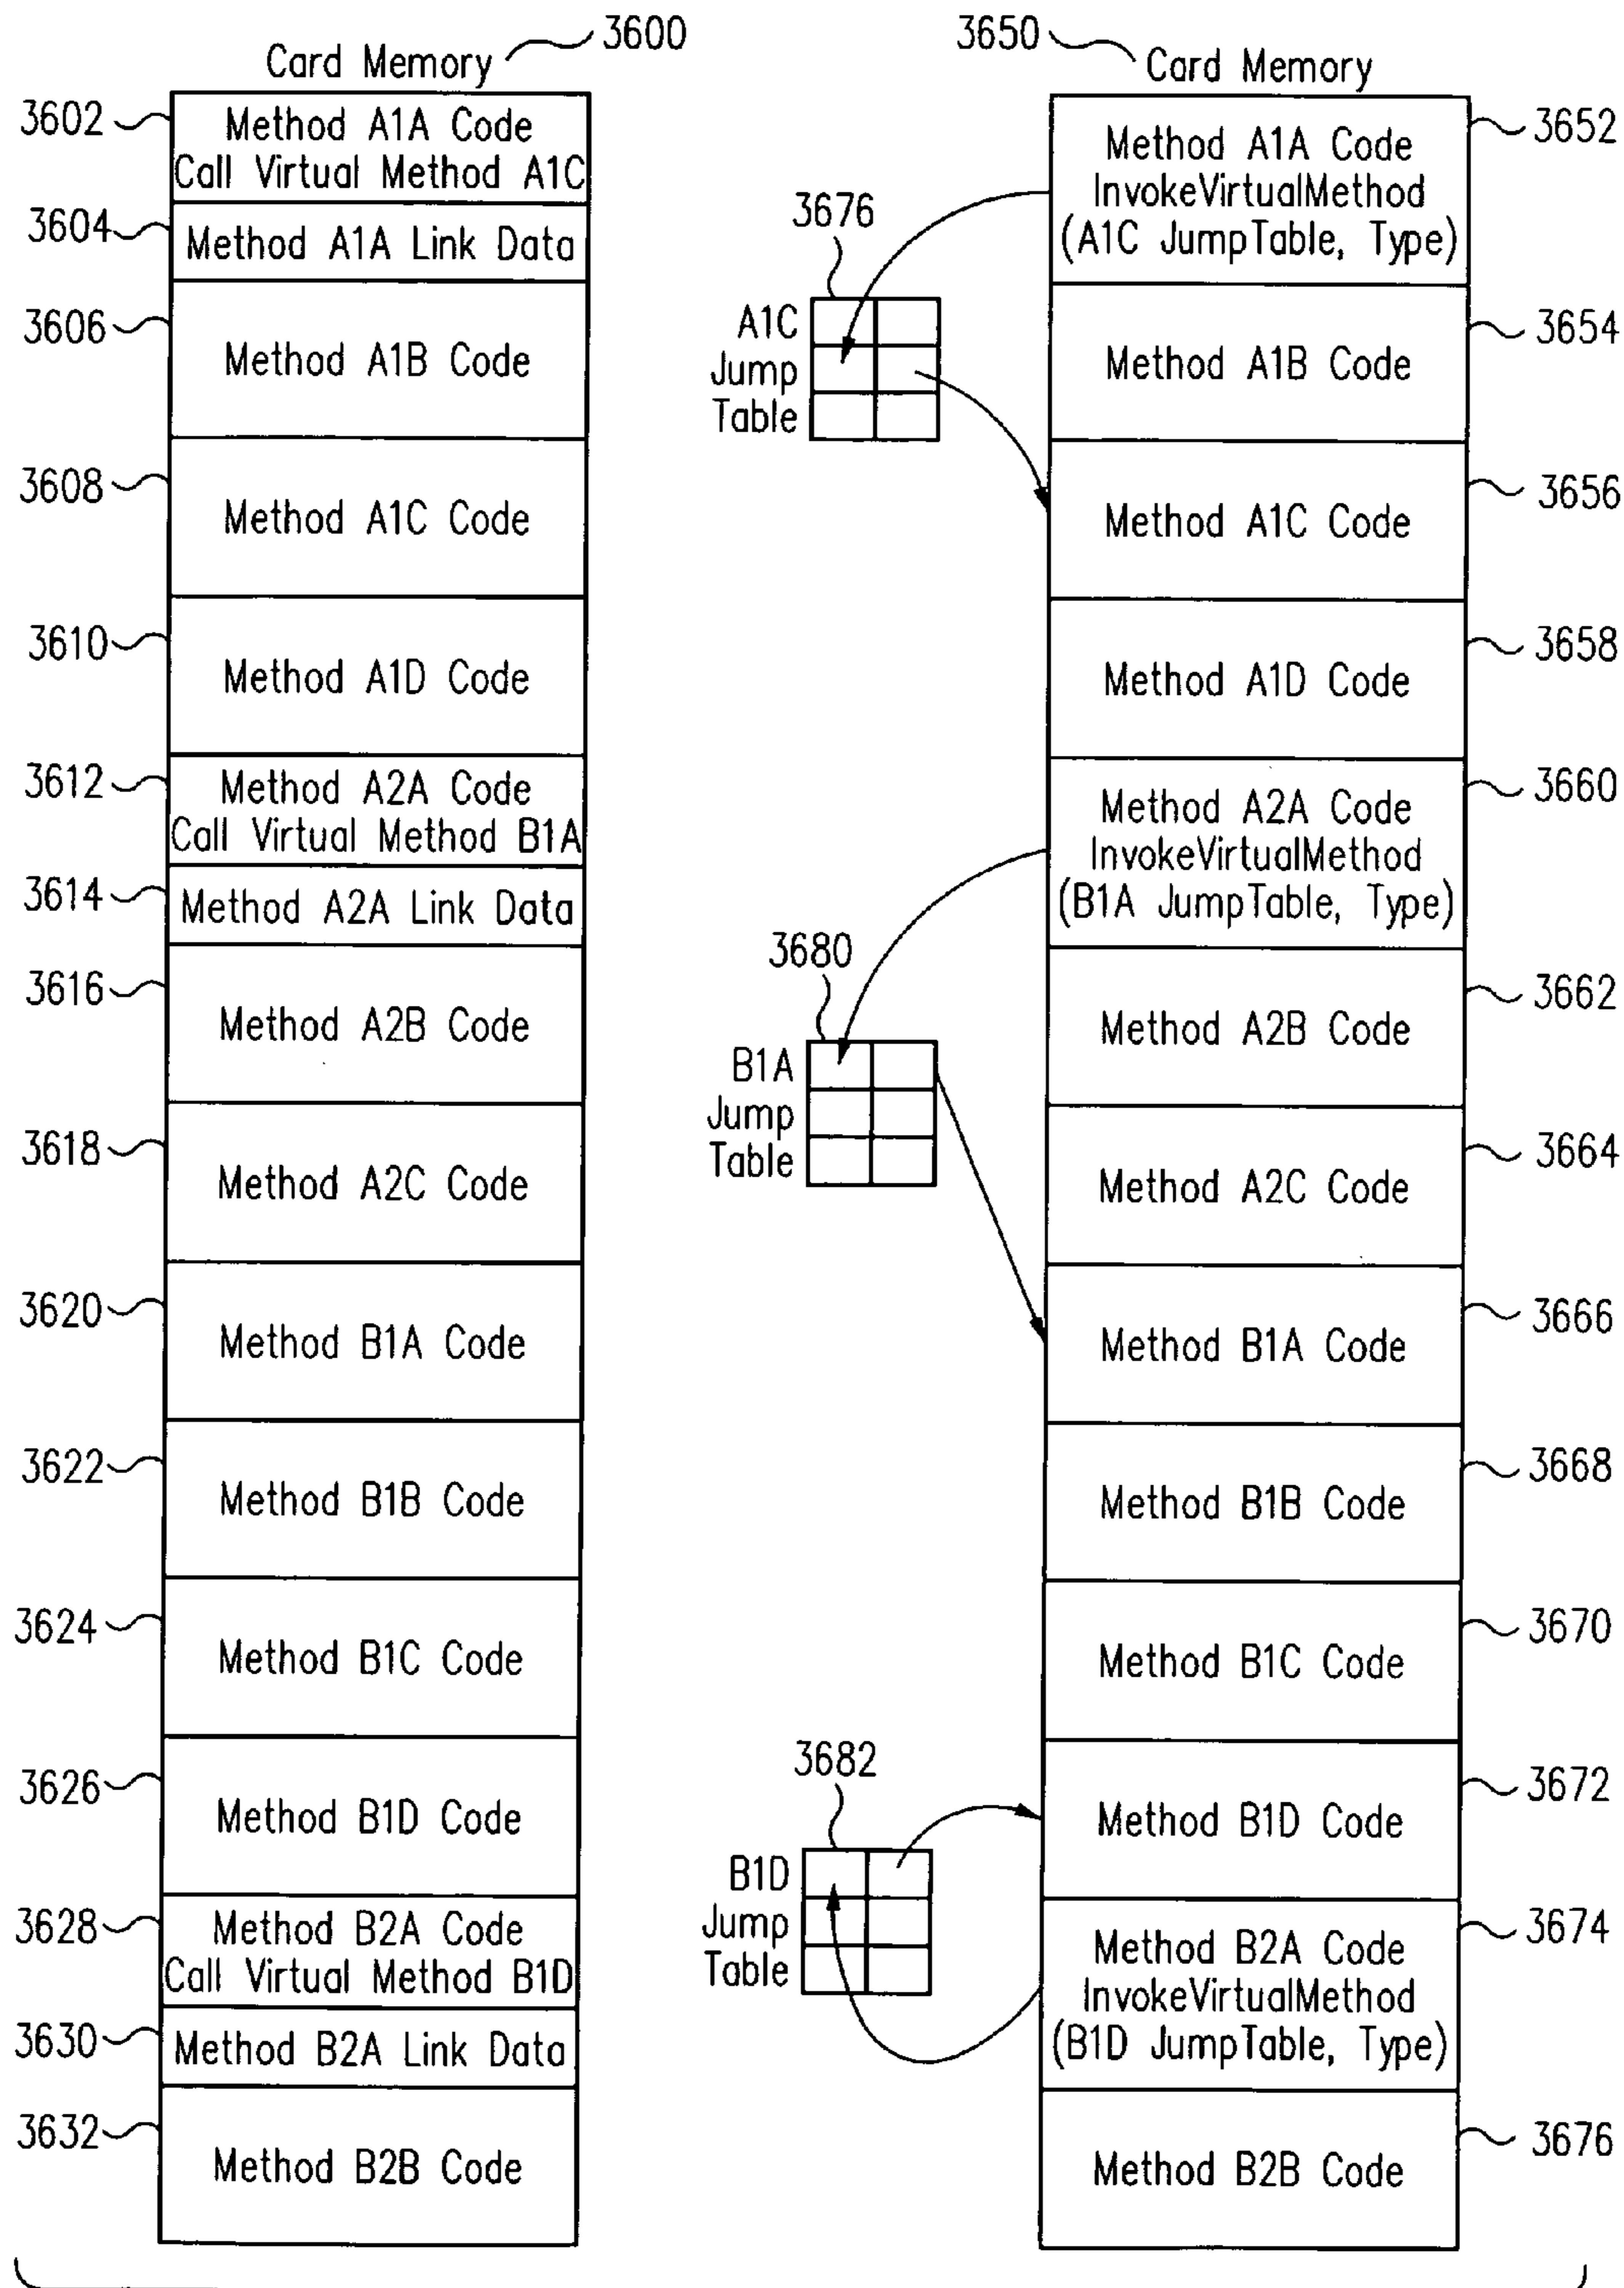 Card Memory
3600
3602
Method A1A Code
Call Virtual Method A1C
3604
Method A1A Link Data
3606
Method A1B Code
3608
Method A1C Code
3610
Method A1D Code
3612
Method A2A Code
Call Virtual Method B1A
3614
Method A2A Link Data
3616
Method A2B Code
3618
Method A2C Code
3620
Method B1A Code
3622
Method B1B Code
3624
Method B1C Code
3626
Method B1D Code
3628
Method B2A Code
Call Virtual Method B1D
3630
Method B2A Link Data
3632
Method B2B Code
3676
A1C
Jump
Table
3680
B1A
Jump
Table
3682
B1D
Jump
Table
3650
Card Memory
Method A1A Code
InvokeVirtualMethod
(A1C JumpTable, Type)
3652
Method A1B Code
3654
Method A1C Code
3656
Method A1D Code
3658
Method A2A Code
InvokeVirtualMethod
(B1A JumpTable, Type)
3660
Method A2B Code
3662
Method A2C Code
3664
Method B1A Code
3666
Method B1B Code
3668
Method B1C Code
3670
Method B1D Code
3672
Method B2A Code
InvokeVirtualMethod
(B1D JumpTable, Type)
3674
Method B2B Code
3676